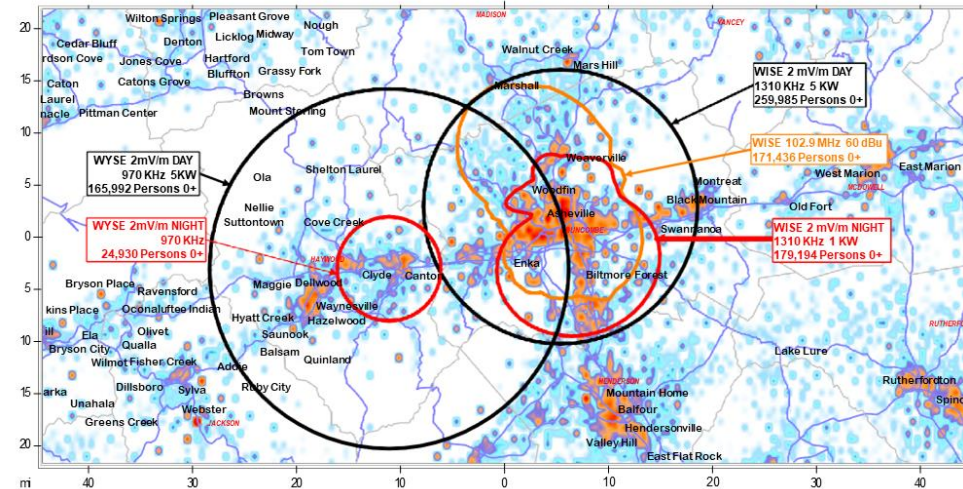 MADISON
YANCEY
20
Wilton Springs
Pleasant Grove
Nough
Denton
Licklog
Midway
Cedar Bluff
rdson Cove
Jones Cove
Hartford
Tom Town
Walnut Creek
Bluffton
Grassy Fork
Mars Hill
15
Caton
Catons Grove
Marshall
WISE 2 mV/m DAY
1310 KHz 5 KW
259,985 Persons 0+
Laurel
Browns
nacle
Pittman Center
Mount Sterling
10
WYSE 2mV/m DAY
970 KHz 5KW
165,992 Persons 0+
WISE 102.9 MHz 60 dBu
171,436 Persons 0+
Weaverville
Shelton Laurel
Ola
East Marion
West Marion
MCDOWELL
Montreat
5
Woodfin
Black Mountain
Nellie
Old Fort
Asheville
Suttontown
Cove Creek
Swannanoa
BUNCOMBE
WYSE 2mV/m NIGHT
970 KHz
24,930 Persons 0+
WISE 2 mV/m NIGHT
1310 KHz 1 KW
179,194 Persons 0+
0
HAYWOOD
Enka
Clyde
Canton
Biltmore Forest
Bryson Place
Maggie
Dellwood
5
Ravensford
kins Place
Oconaluftee Indian
Waynesville
Hyatt Creek
Hazelwood
RUTHERFO
ill
Ela
Olivet
Saunook
10
Bryson City
Qualla
Balsam
Lake Lure
Wilmot
Fisher Creek
Quinland
Addie
HENDERSON
Rutherfordton
Dillsboro
Sylva
Ruby City
Mountain Home
15
arka
Unahala
Webster
Balfour
Spind
Greens Creek
JACKSON
Hendersonville
Valley Hill
20
East Flat Rock
mi
40
30
20
10
0
10
20
30
40